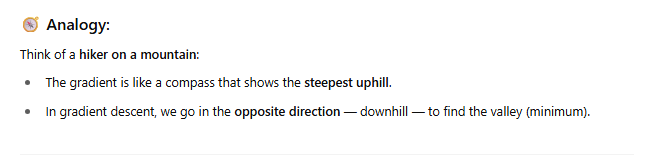 🧭 Analogy:
Think of a hiker on a mountain:
• The gradient is like a compass that shows the steepest uphill.
• In gradient descent, we go in the opposite direction — downhill — to find the valley (minimum).